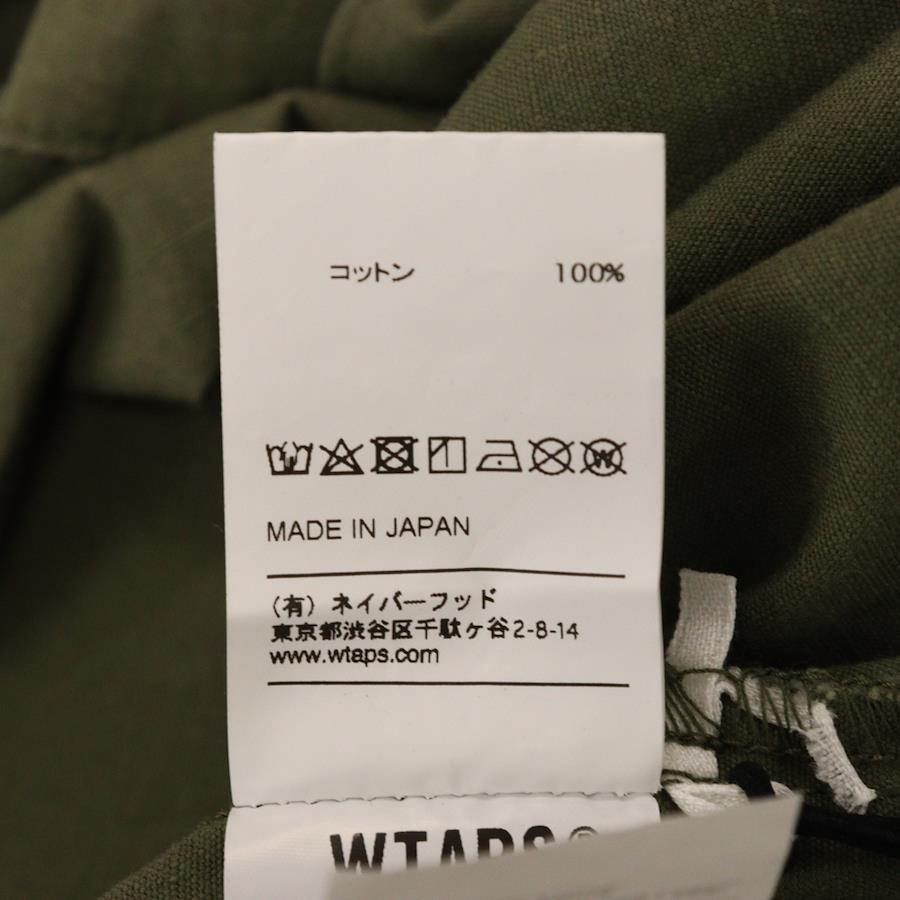 コットン 100%
W
MADE IN JAPAN
(有) ネイバーフッド
東京都渋谷区千駄ヶ谷2-8-14
www.wtaps.com
WTAPS®